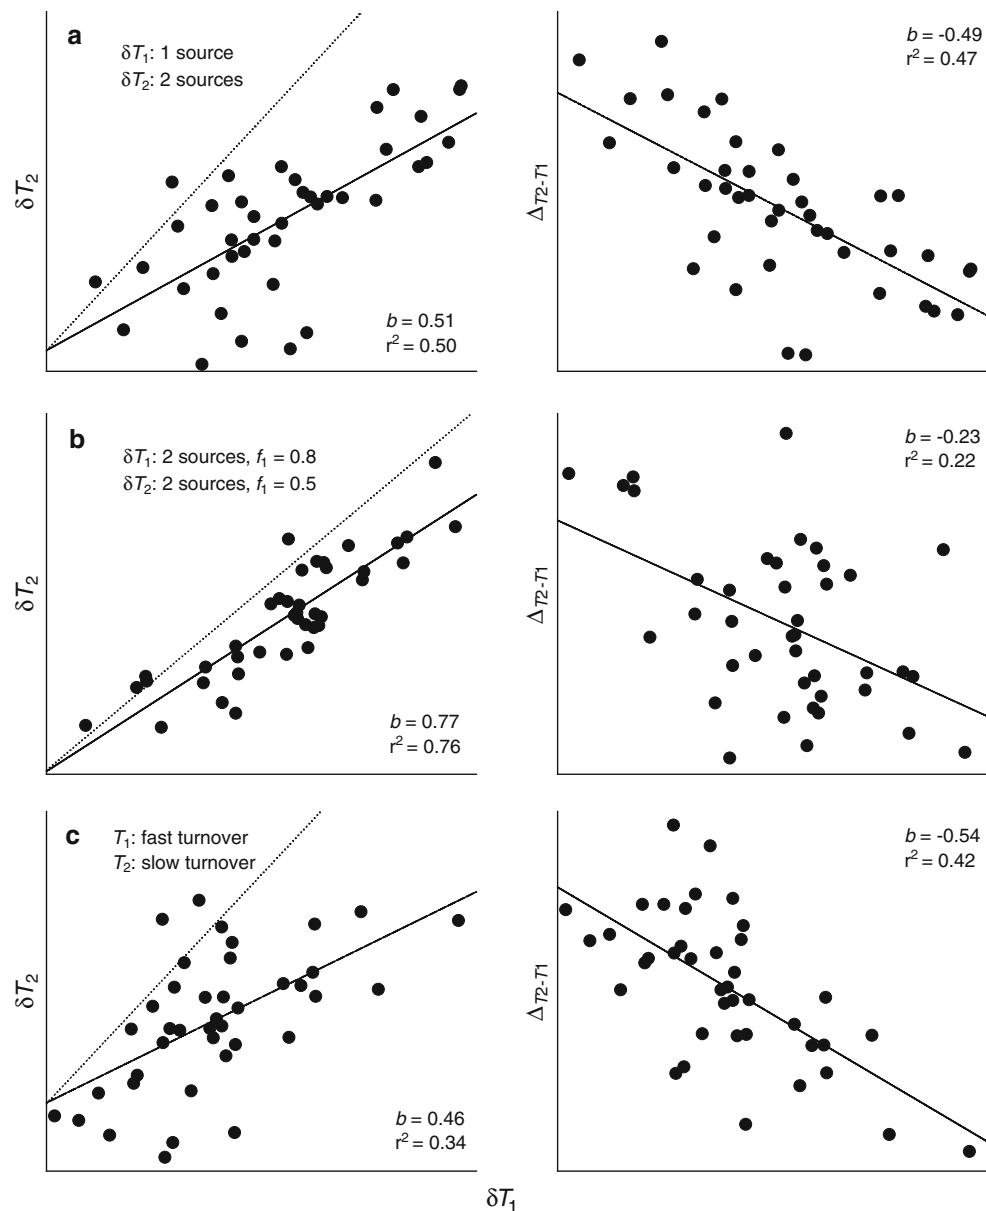 a
δT₁: 1 source
δT₂: 2 sources
δT₂
b = 0.51
r² = 0.50
b = -0.49
r² = 0.47
Δ_T2-T1
b
δT₁: 2 sources, f₁ = 0.8
δT₂: 2 sources, f₁ = 0.5
δT₂
b = 0.77
r² = 0.76
b = -0.23
r² = 0.22
Δ_T2-T1
c
T₁: fast turnover
T₂: slow turnover
δT₂
b = 0.46
r² = 0.34
b = -0.54
r² = 0.42
Δ_T2-T1
δT₁